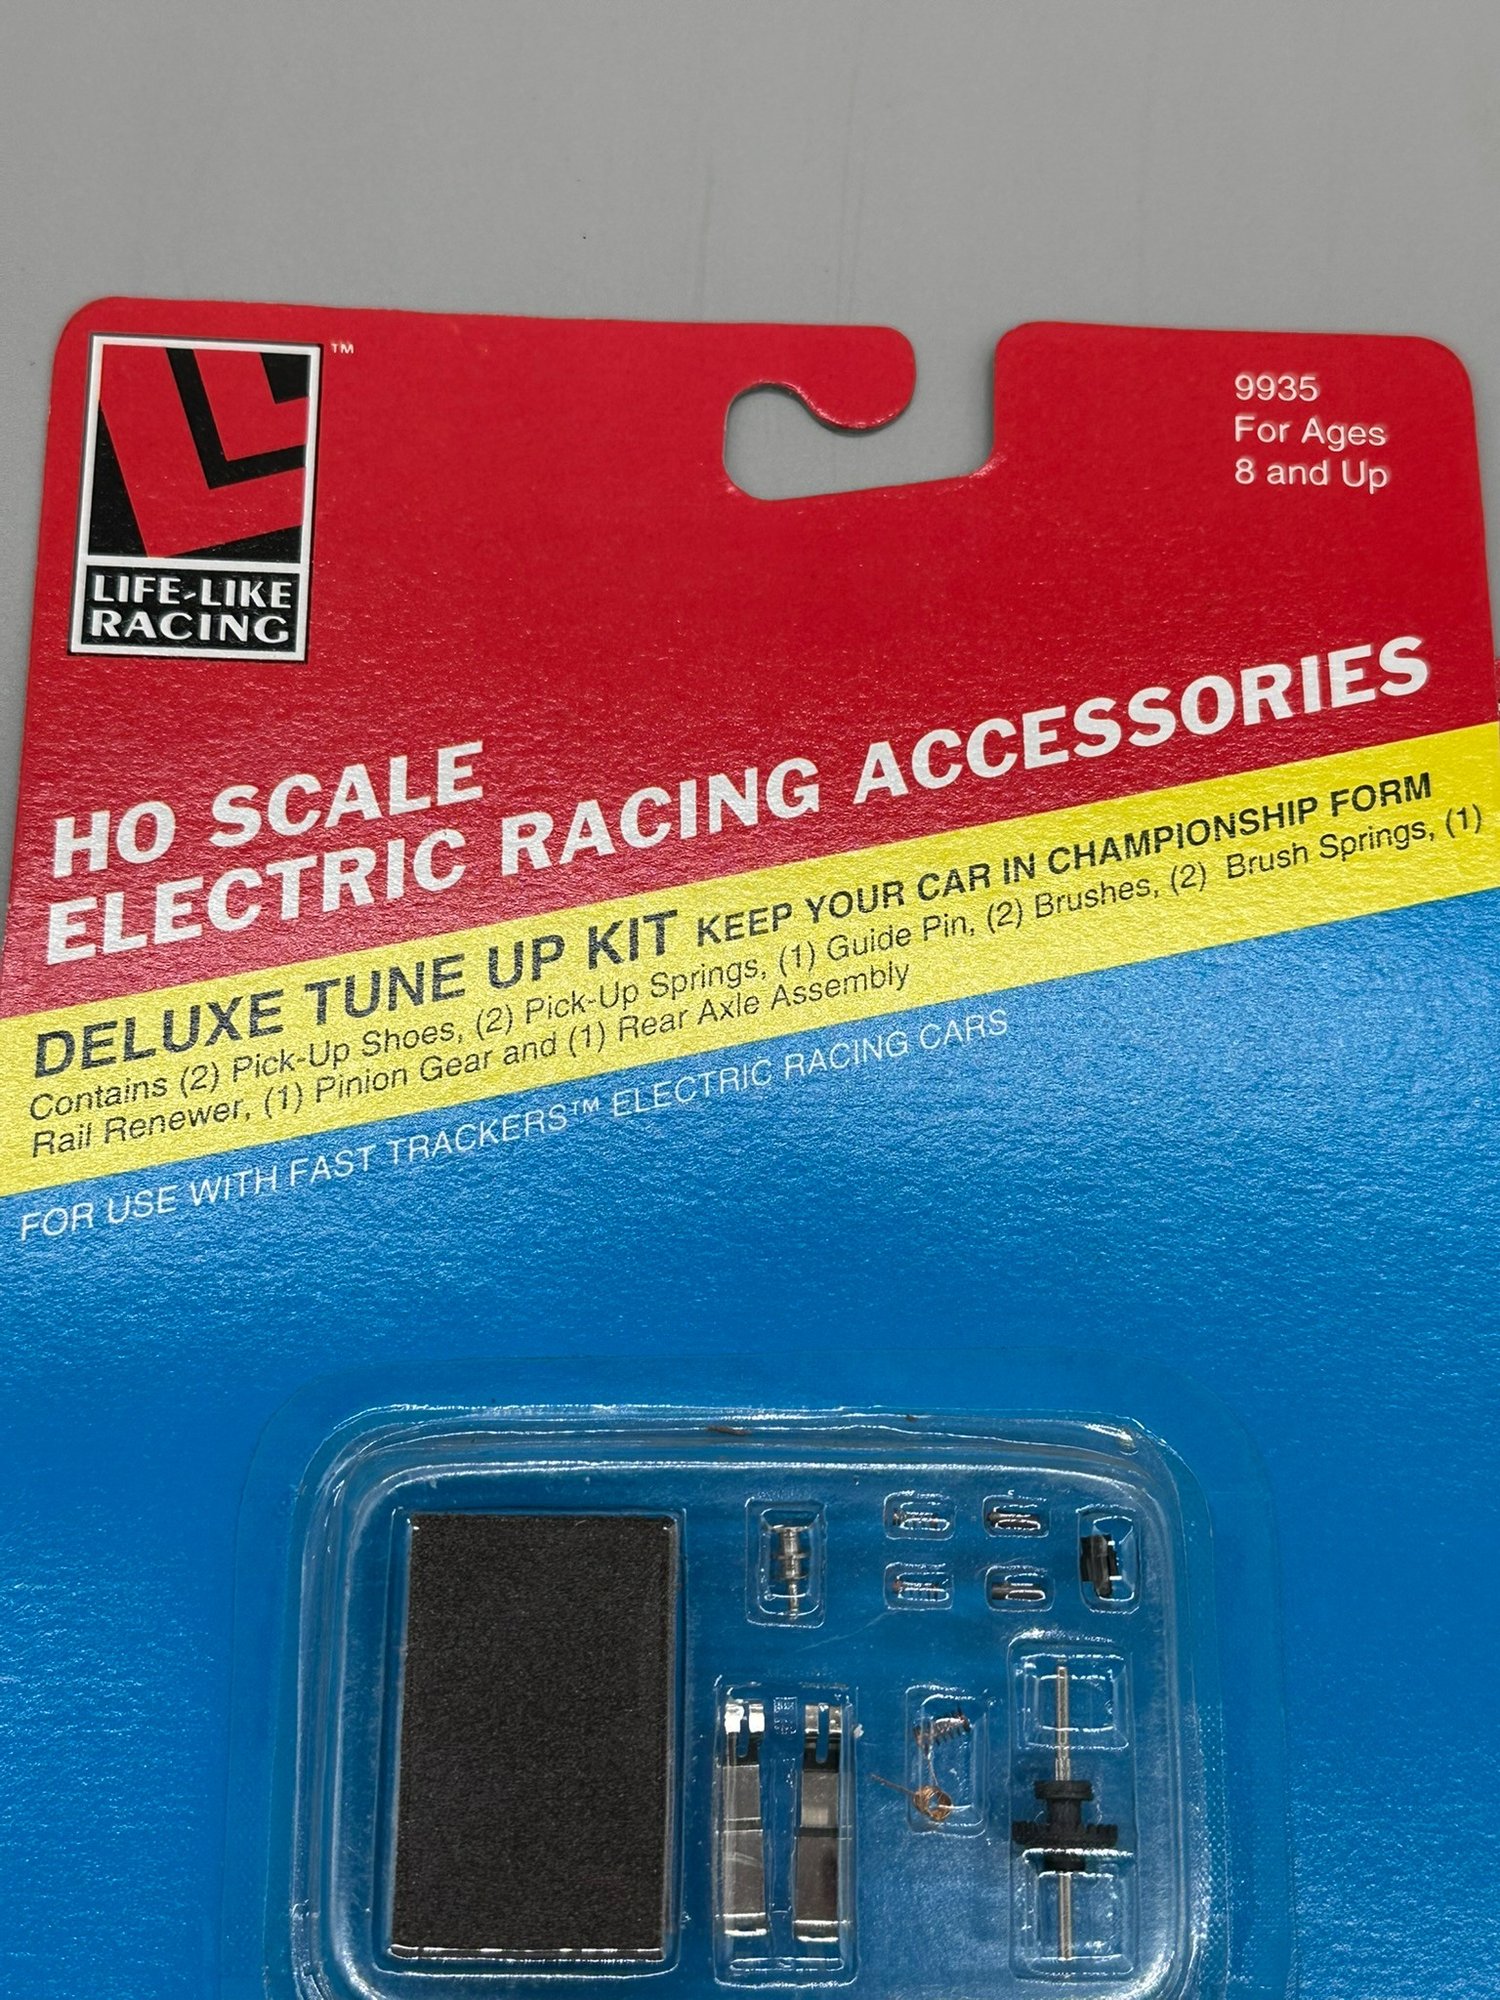 TM
LIFE-LIKE
RACING
9935
For Ages
8 and Up
HO SCALE
ELECTRIC RACING ACCESSORIES
DELUXE TUNE UP KIT KEEP YOUR CAR IN CHAMPIONSHIP FORM
Contains (2) Pick-Up Shoes, (2) Pick-Up Springs, (1) Guide Pin, (2) Brushes, (2) Brush Springs, (1)
Rail Renewer, (1) Pinion Gear and (1) Rear Axle Assembly
FOR USE WITH FAST TRACKERS™ ELECTRIC RACING CARS